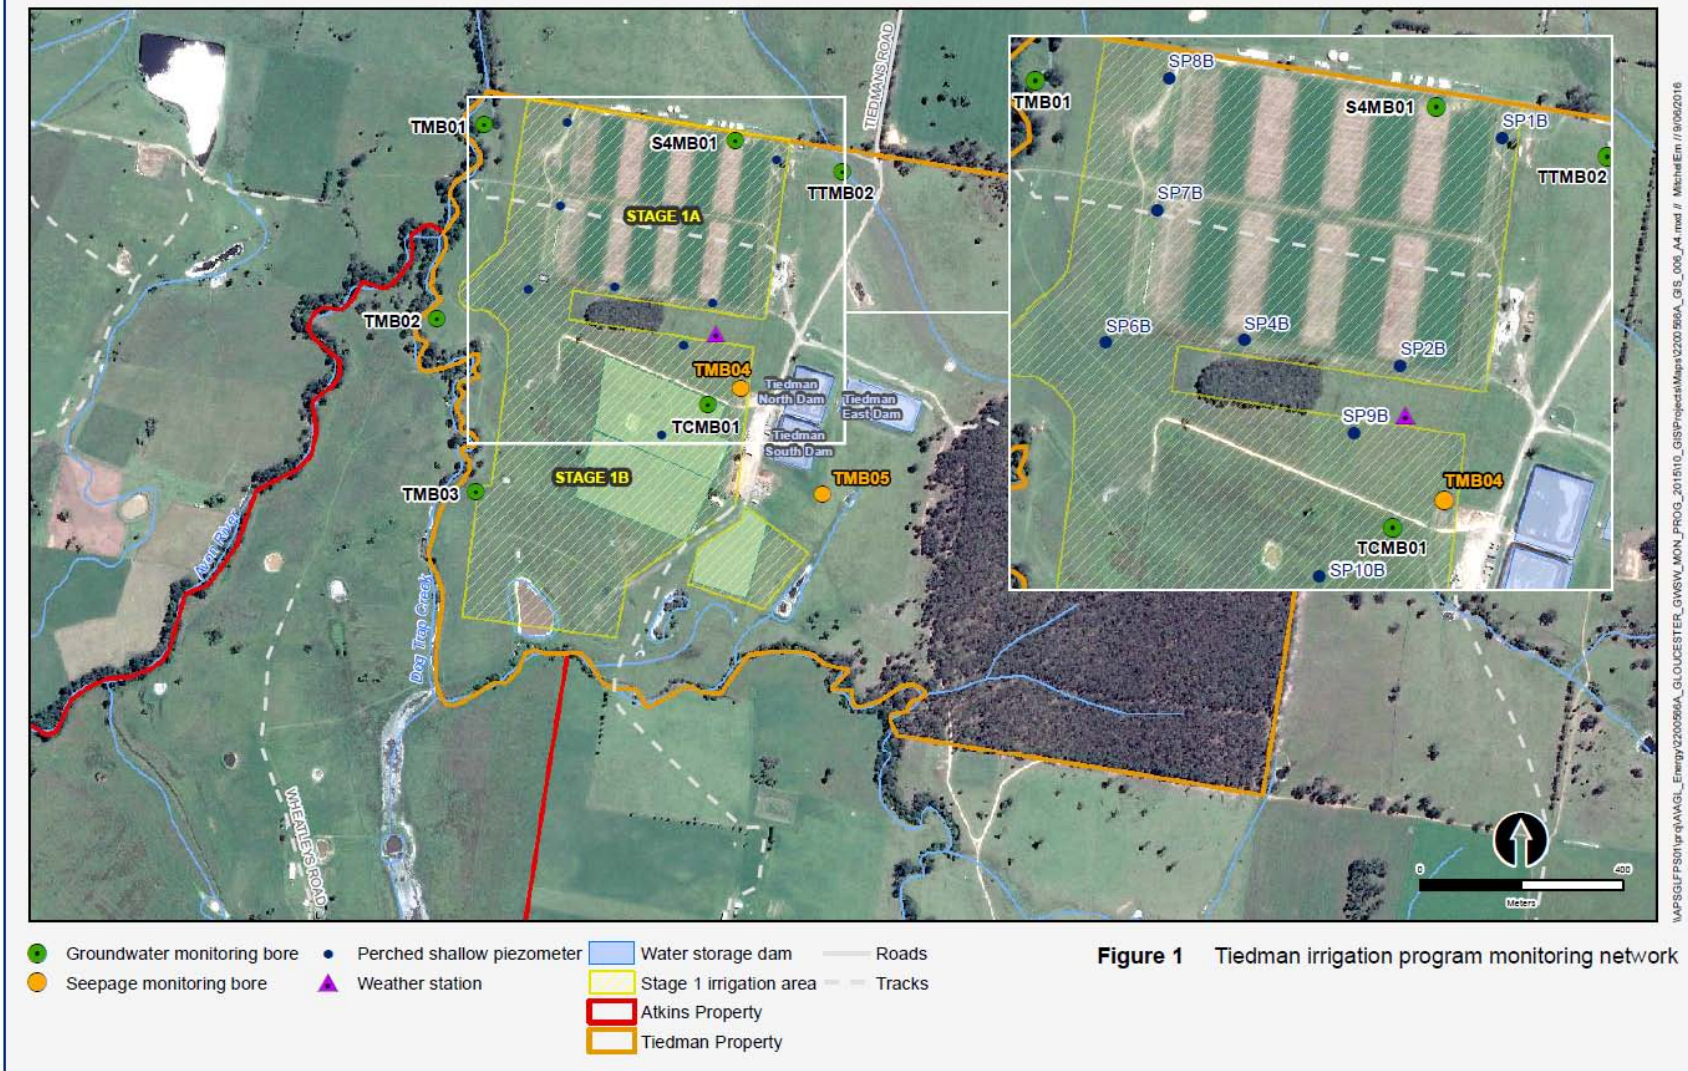 TIEDMANS ROAD
TMB01
S4MB01
TTMB02
STAGE 1A
TMB02
TMB04
Tiedman
North Dam
Tiedman
East Dam
TCMB01
Tiedman
South Dam
STAGE 1B
TMB05
TMB03
Avon River
Dog Trap Creek
WHEATLEYS ROAD
SP8B
TMB01
S4MB01
SP1B
TTMB02
SP7B
SP6B
SP4B
SP2B
SP9B
TMB04
TCMB01
SP10B
0
400
Meters
Groundwater monitoring bore
Perched shallow piezometer
Water storage dam
Roads
Seepage monitoring bore
Weather station
Stage 1 irrigation area
Tracks
Atkins Property
Tiedman Property
Figure 1 Tiedman irrigation program monitoring network